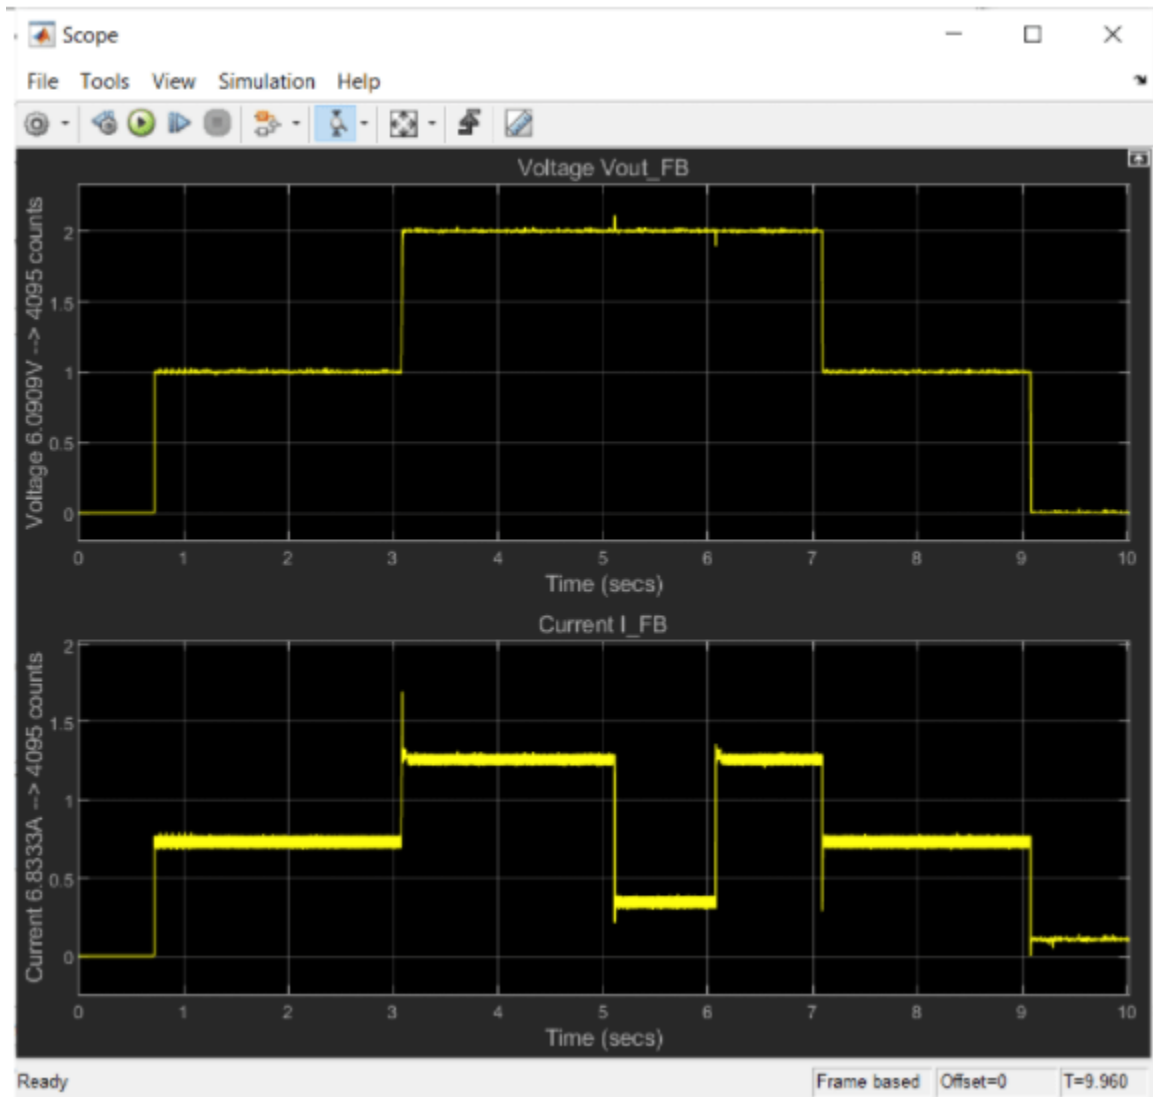 Scope
File Tools View Simulation Help
Voltage Vout_FB
Voltage 6.0909V --> 4095 counts
2
1.5
1
0.5
0
0 1 2 3 4 5 6 7 8 9 10
Time (secs)
Current I_FB
Current 6.8333A --> 4095 counts
2
1.5
1
0.5
0
0 1 2 3 4 5 6 7 8 9 10
Time (secs)
Ready Frame based Offset=0 T=9.960